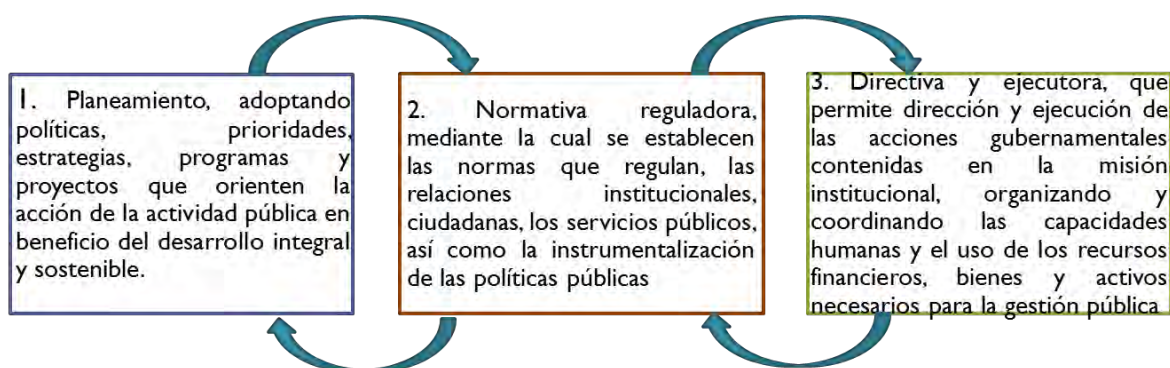 1. Planeamiento, adoptando
políticas, prioridades,
estrategias, programas y
proyectos que orienten la
acción de la actividad pública en
beneficio del desarrollo integral
y sostenible.
2. Normativa reguladora,
mediante la cual se establecen
las normas que regulan, las
relaciones institucionales,
ciudadanas, los servicios públicos,
así como la instrumentalización
de las políticas públicas
3. Directiva y ejecutora, que
permite dirección y ejecución de
las acciones gubernamentales
contenidas en la misión
institucional, organizando y
coordinando las capacidades
humanas y el uso de los recursos
financieros, bienes y activos
necesarios para la gestión pública